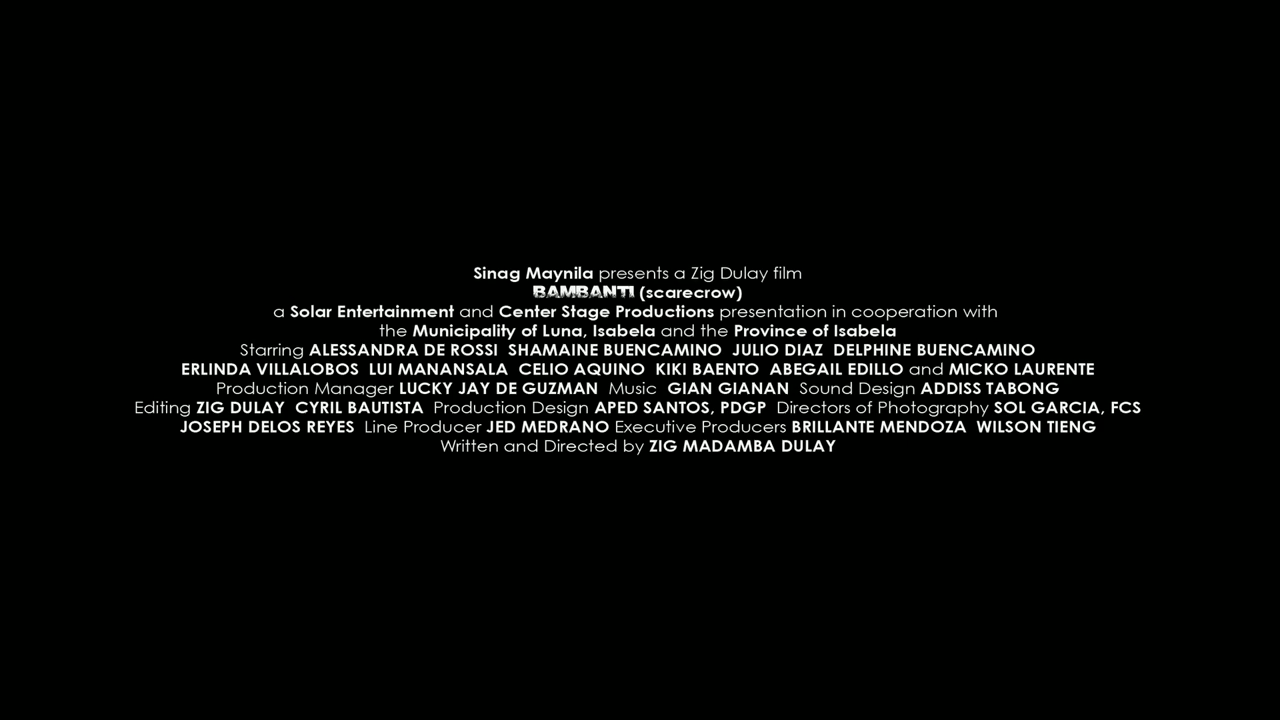 Sinag Maynila presents a Zig Dulay film
BAMBANTI (scarecrow)
a Solar Entertainment and Center Stage Productions presentation in cooperation with
the Municipality of Luna, Isabela and the Province of Isabela
Starring ALESSANDRA DE ROSSI SHAMAINE BUENCAMINO JULIO DIAZ DELPHINE BUENCAMINO
ERLINDA VILLALOBOS LUI MANANSALA CELIO AQUINO KIKI BAENTO ABEGAIL EDILLO and MICKO LAURENTE
Production Manager LUCKY JAY DE GUZMAN Music GIAN GIANAN Sound Design ADDISS TABONG
Editing ZIG DULAY CYRIL BAUTISTA Production Design APED SANTOS, PDGP Directors of Photography SOL GARCIA, FCS
JOSEPH DELOS REYES Line Producer JED MEDRANO Executive Producers BRILLANTE MENDOZA WILSON TIENG
Written and Directed by ZIG MADAMBA DULAY